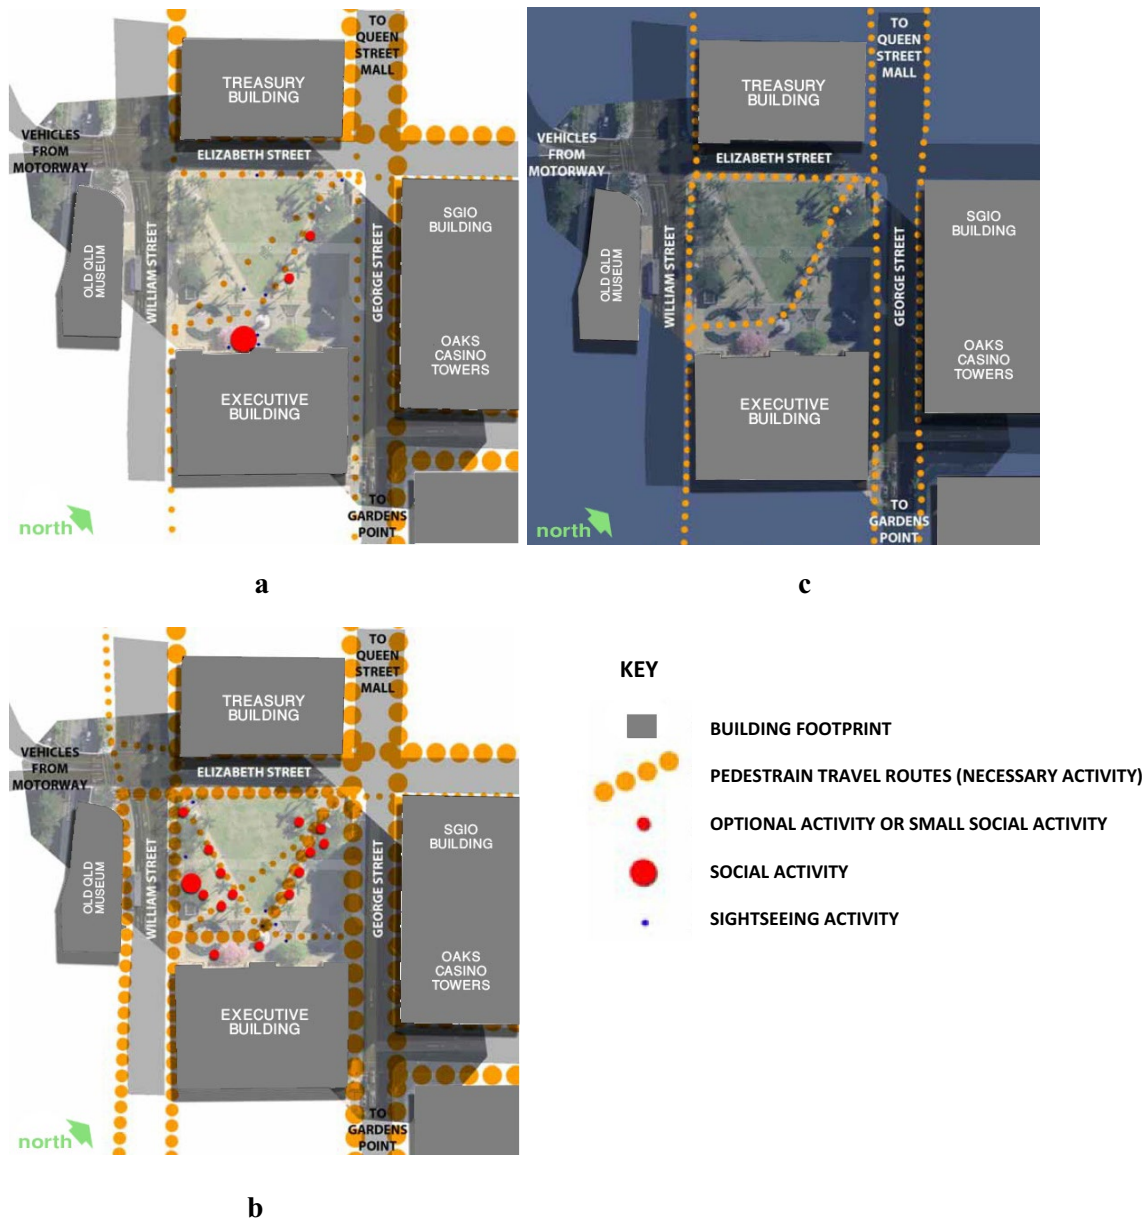 TO
QUEEN
STREET
MALL
TREASURY
BUILDING
VEHICLES
FROM
MOTORWAY
ELIZABETH STREET
SGIO
BUILDING
OLD QLD
MUSEUM
WILLIAM STREET
GEORGE STREET
OAKS
CASINO
TOWERS
EXECUTIVE
BUILDING
TO
GARDENS
POINT
north
a
TO
QUEEN
STREET
MALL
TREASURY
BUILDING
VEHICLES
FROM
MOTORWAY
ELIZABETH STREET
SGIO
BUILDING
OLD QLD
MUSEUM
WILLIAM STREET
GEORGE STREET
OAKS
CASINO
TOWERS
EXECUTIVE
BUILDING
TO
GARDENS
POINT
north
c
TO
QUEEN
STREET
MALL
TREASURY
BUILDING
VEHICLES
FROM
MOTORWAY
ELIZABETH STREET
SGIO
BUILDING
OLD QLD
MUSEUM
WILLIAM STREET
GEORGE STREET
OAKS
CASINO
TOWERS
EXECUTIVE
BUILDING
TO
GARDENS
POINT
north
b
KEY
BUILDING FOOTPRINT
PEDESTRAIN TRAVEL ROUTES (NECESSARY ACTIVITY)
OPTIONAL ACTIVITY OR SMALL SOCIAL ACTIVITY
SOCIAL ACTIVITY
SIGHTSEEING ACTIVITY